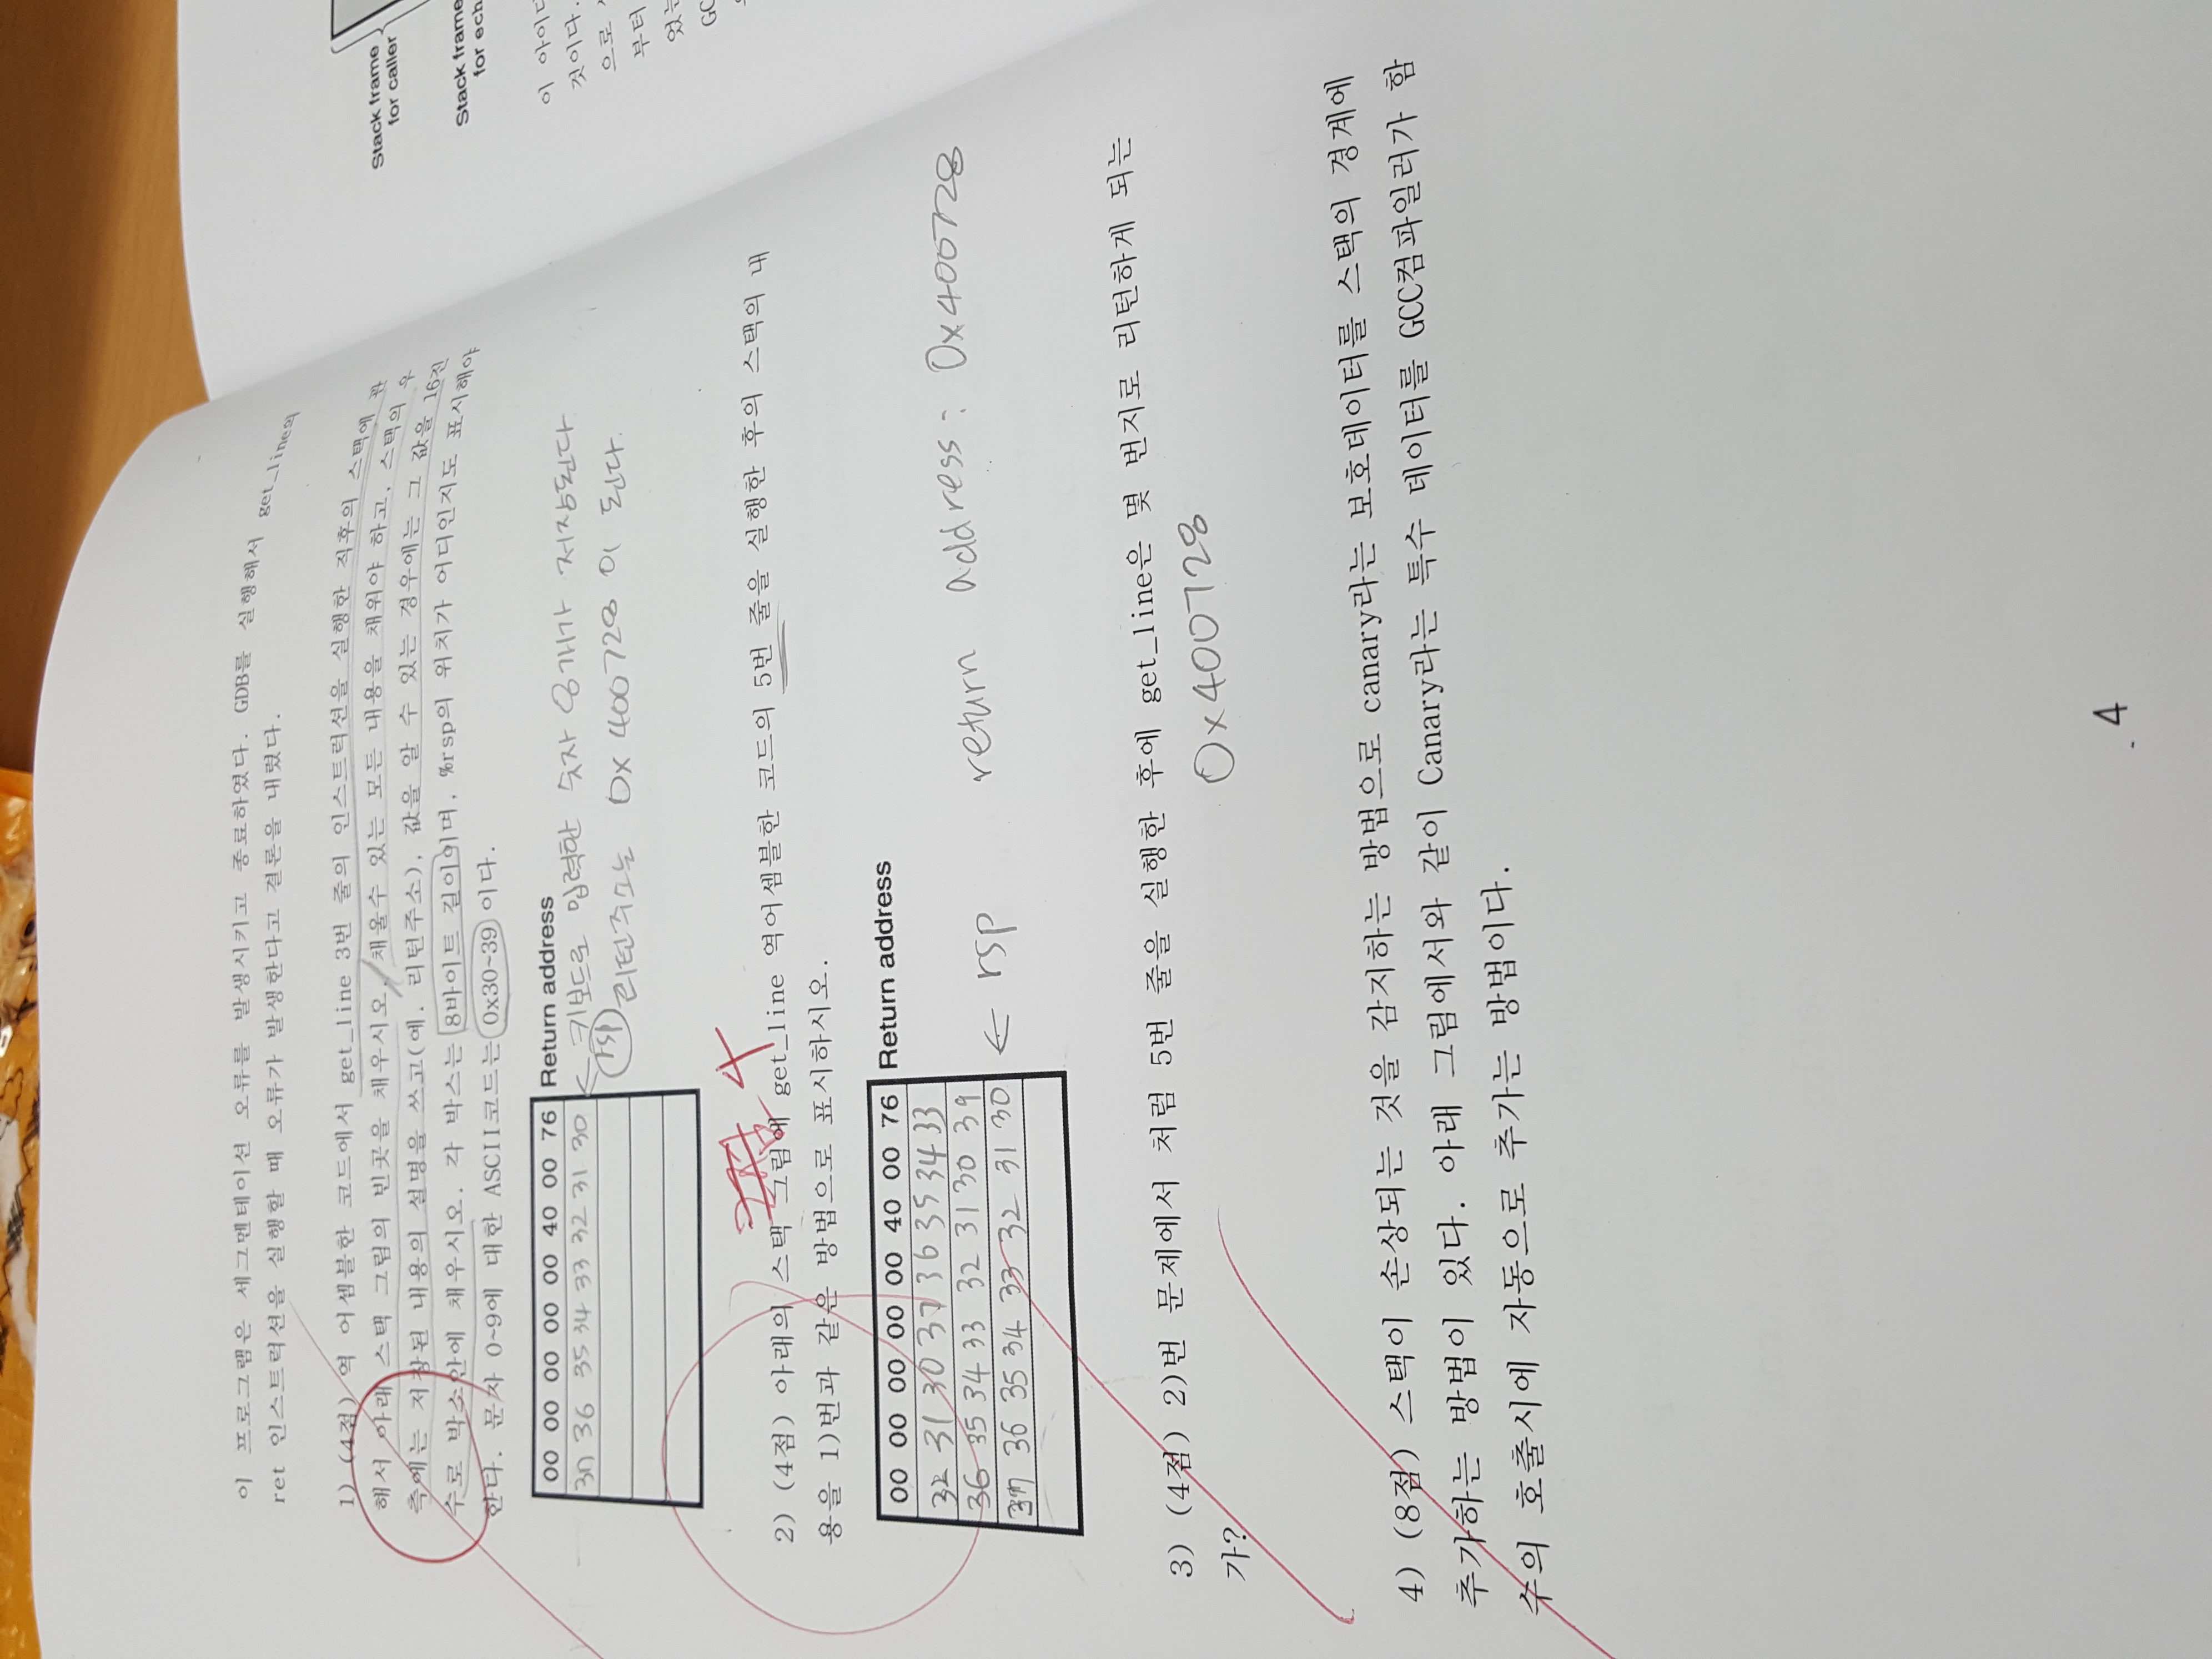 이 프로그램은 세그멘테이션 오류를 발생시키고 종료하였다. GDB를 실행해서 get_line의
ret 인스트럭션을 실행할 때 오류가 발생한다고 결론을 내렸다.
1) (4점) 역 어셈블한 코드에서 get_line 3번 줄의 인스트럭션을 실행한 직후의 스택에 관
해서 아래 스택 그림의 빈곳을 채우시오. 채울수 있는 모든 내용을 채워야 하고, 스택의 우
측에는 저장된 내용의 설명을 쓰고(예. 리턴주소), 값을 알 수 있는 경우에는 그 값을 16진
수로 박스안에 채우시오. 각 박스는 8바이트 길이이며, %rsp의 위치가 어디인지도 표시해야
한다. 문자 0~9에 대한 ASCII코드는 0x30~39 이다.
00 00 00 00 00 40 00 76 Return address
37 36 35 34 33 32 31 30 ← 키보드로 입력한 숫자 8개가 저장된다
rsp 리턴주소는 0x400728 이 된다.
4
2) (4점) 아래의 스택 그림에 get_line 역어셈블한 코드의 5번 줄을 실행한 후의 스택의 내
용을 1)번과 같은 방법으로 표시하시오.
00 00 00 00 00 40 00 76 Return address
32 31 30 37 36 35 34 33
36 35 34 33 32 31 30 39
37 36 35 34 33 32 31 30 ← rsp return address : 0x400728
3) (4점) 2)번 문제에서 처럼 5번 줄을 실행한 후에 get_line은 몇 번지로 리턴하게 되는
가?
0x400728
4) (8점) 스택이 손상되는 것을 감지하는 방법으로 canary라는 보호데이터를 스택의 경계에
추가하는 방법이 있다. 아래 그림에서와 같이 Canary라는 특수 데이터를 GCC컴파일러가 함
수의 호출시에 자동으로 추가는 방법이다.
4
Stack frame
for caller
Stack frame
for ech
이 아이디
것이다.
으로
부터
었는
GC